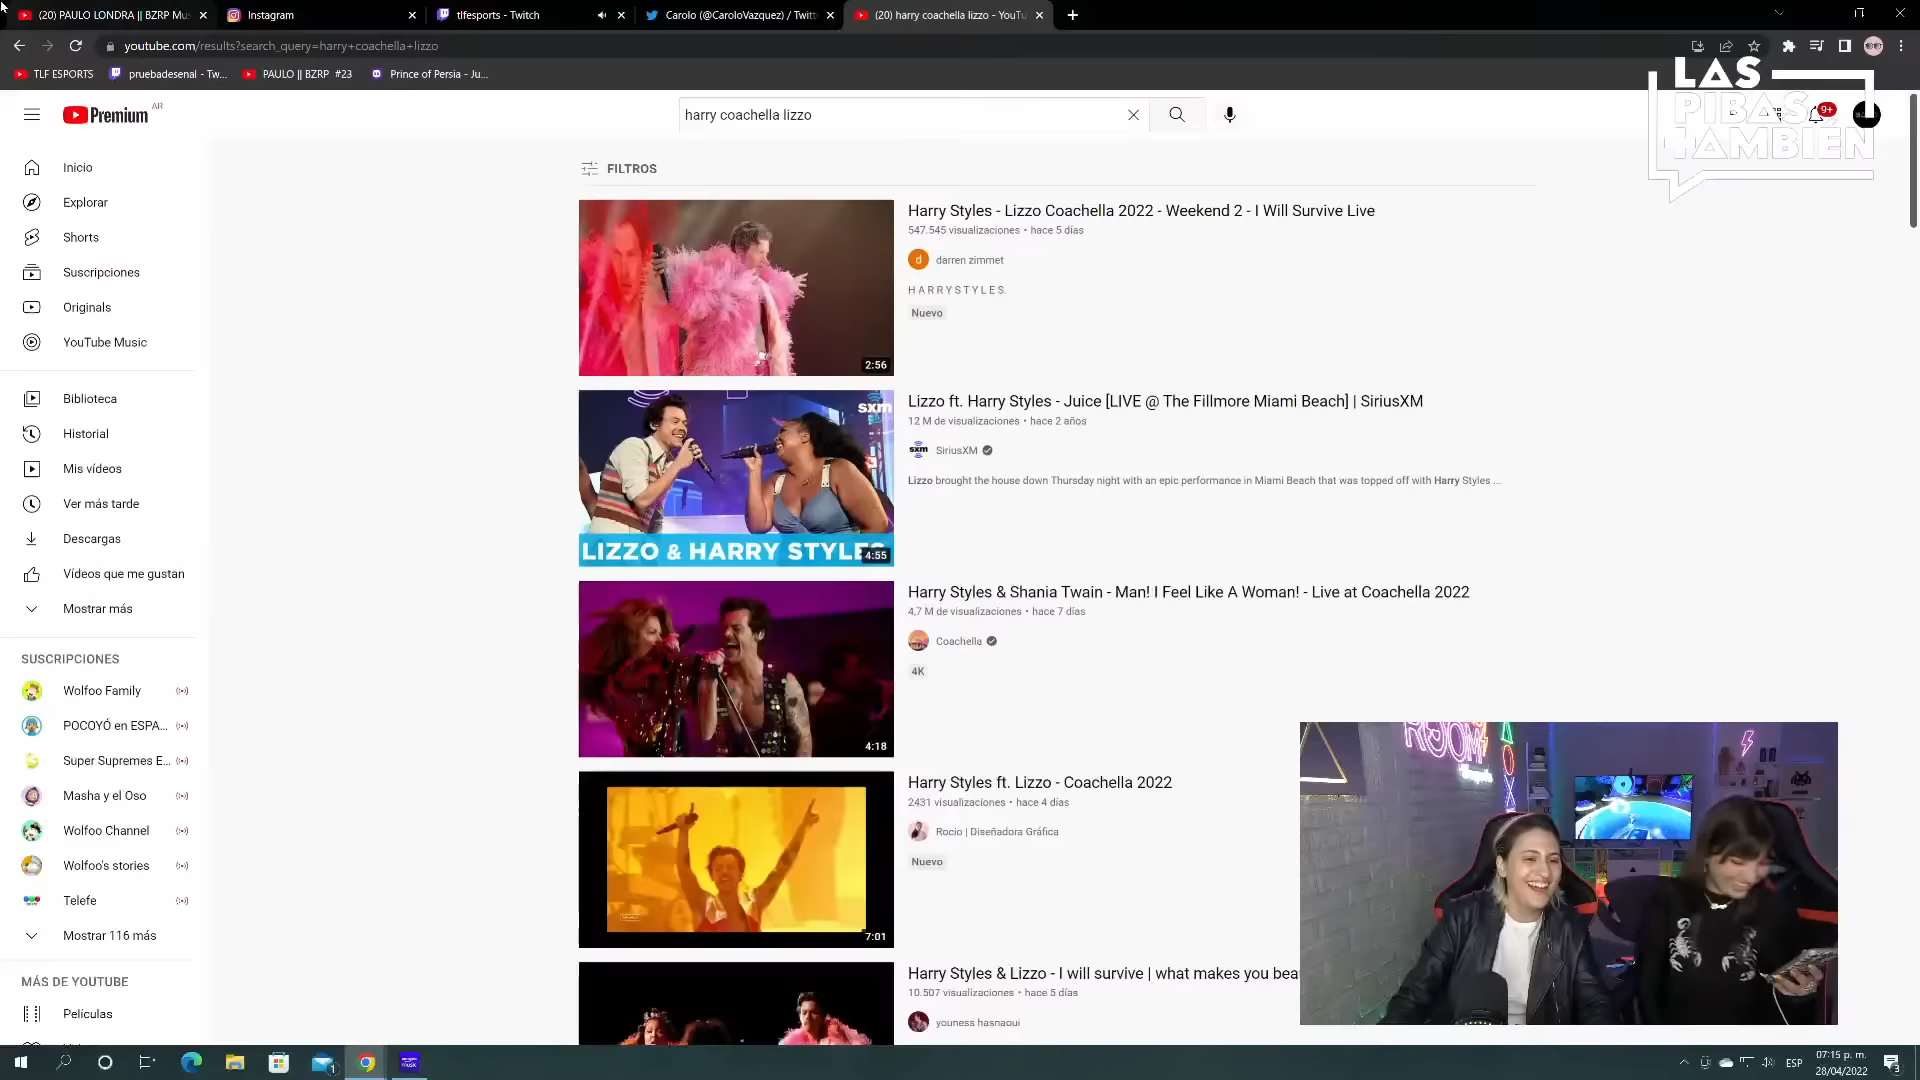 (20) PAULO LONDRA || BZRP Mu
Instagram
tlfesports - Twitch
Carolo (@CaroloVazquez) / Twitt
(20) harry coachella lizzo - YouTu
youtube.com/results?search_query=harry+coachella+lizzo
TLF ESPORTS
pruebadesenal - Tw...
PAULO || BZRP #23
Prince of Persia - Ju...
LAS
PIBAS
TAMBIÉN
Premium AR
harry coachella lizzo
9+
Inicio
Explorar
Shorts
Suscripciones
Originals
YouTube Music
Biblioteca
Historial
Mis vídeos
Ver más tarde
Descargas
Vídeos que me gustan
Mostrar más
SUSCRIPCIONES
Wolfoo Family
POCOYÓ en ESPA...
Super Supremes E...
Masha y el Oso
Wolfoo Channel
Wolfoo's stories
Telefe
Mostrar 116 más
MÁS DE YOUTUBE
Películas
FILTROS
2:56
Harry Styles - Lizzo Coachella 2022 - Weekend 2 - I Will Survive Live
547.545 visualizaciones • hace 5 días
d
darren zimmet
H A R R Y S T Y L E S.
Nuevo
sxm
LIZZO & HARRY STYLES
4:55
Lizzo ft. Harry Styles - Juice [LIVE @ The Fillmore Miami Beach] | SiriusXM
12 M de visualizaciones • hace 2 años
sxm
SiriusXM
Lizzo brought the house down Thursday night with an epic performance in Miami Beach that was topped off with Harry Styles ...
4:18
Harry Styles & Shania Twain - Man! I Feel Like A Woman! - Live at Coachella 2022
4,7 M de visualizaciones • hace 7 días
Coachella
4K
7:01
Harry Styles ft. Lizzo - Coachella 2022
2431 visualizaciones • hace 4 días
Rocio | Diseñadora Gráfica
Nuevo
Harry Styles & Lizzo - I will survive | what makes you bea
10.507 visualizaciones • hace 5 días
youness hasnaoui
ROOM
1
music
ESP
07:15 p. m.
28/04/2022
3